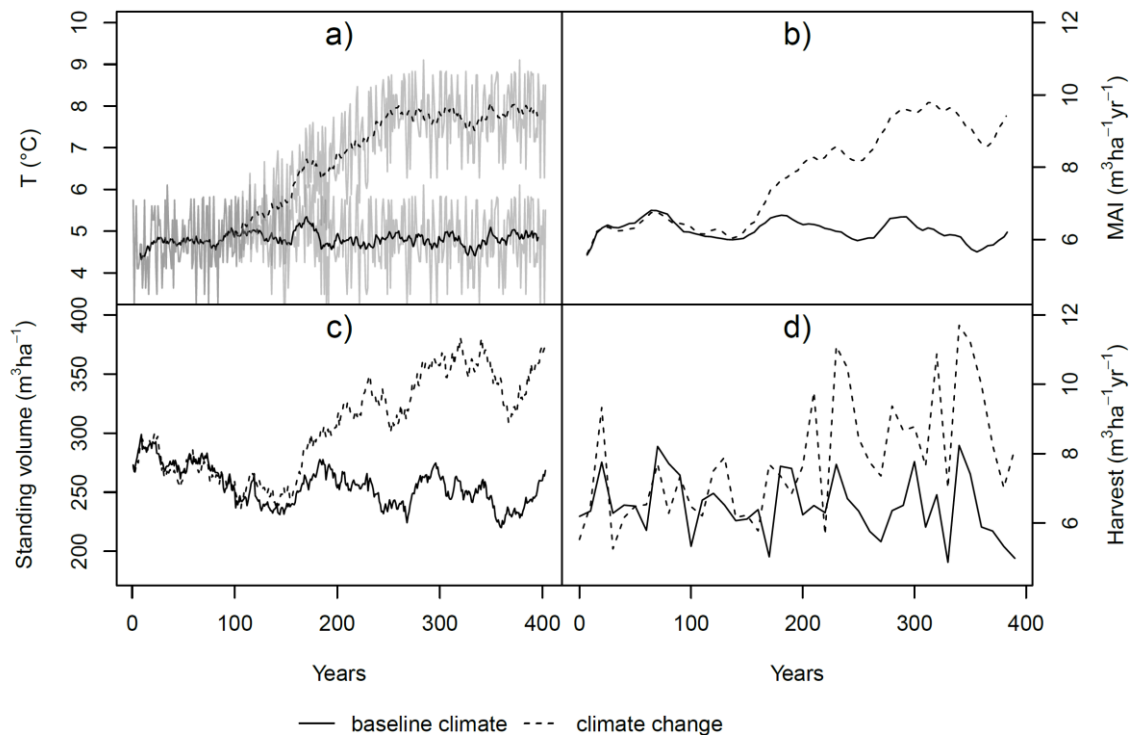 a)
b)
T (°C)
10
9
8
7
6
5
4
12
10
8
6
MAI (m³ha⁻¹yr⁻¹)
c)
d)
Standing volume (m³ha⁻¹)
400
350
300
250
200
12
10
8
6
Harvest (m³ha⁻¹yr⁻¹)
0 100 200 300 400
0 100 200 300 400
Years
Years
baseline climate
climate change